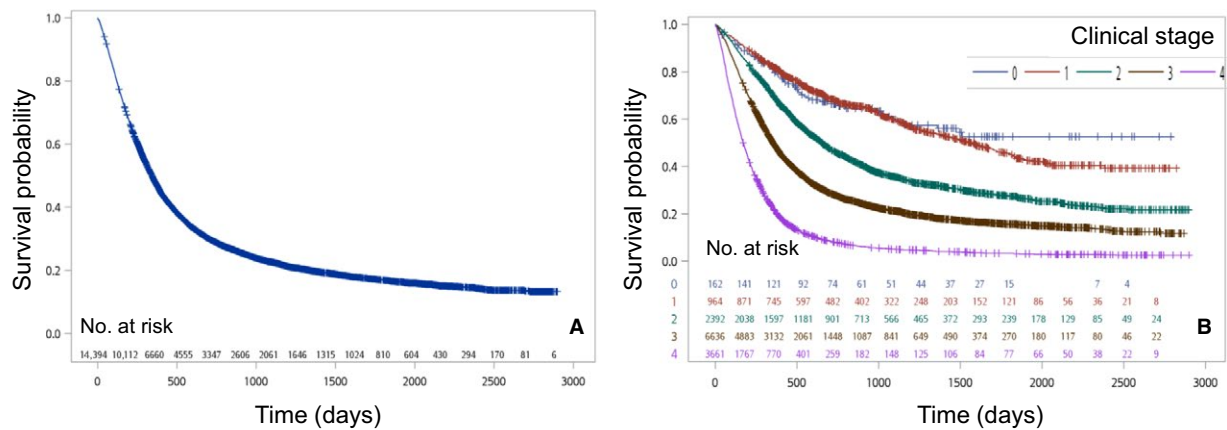 1.0
0.8
0.6
0.4
0.2
0.0
Survival probability
No. at risk
A
14,394 10,112 6660 4555 3347 2606 2061 1646 1315 1024 810 604 430 294 170 81 6
0 500 1000 1500 2000 2500 3000
Time (days)
1.0
0.8
0.6
0.4
0.2
0.0
Survival probability
Clinical stage
0 1 2 3 4
No. at risk
0 162 141 121 92 74 61 51 44 37 27 15 7 4
1 964 871 745 597 482 402 322 248 203 152 121 86 56 36 21 8
2 2392 2038 1597 1181 901 713 566 465 372 293 239 178 129 85 49 24
3 6636 4883 3132 2061 1448 1087 841 649 490 374 270 180 117 80 46 22
4 3661 1767 770 401 259 182 148 125 106 84 77 66 50 38 22 9
B
0 500 1000 1500 2000 2500 3000
Time (days)